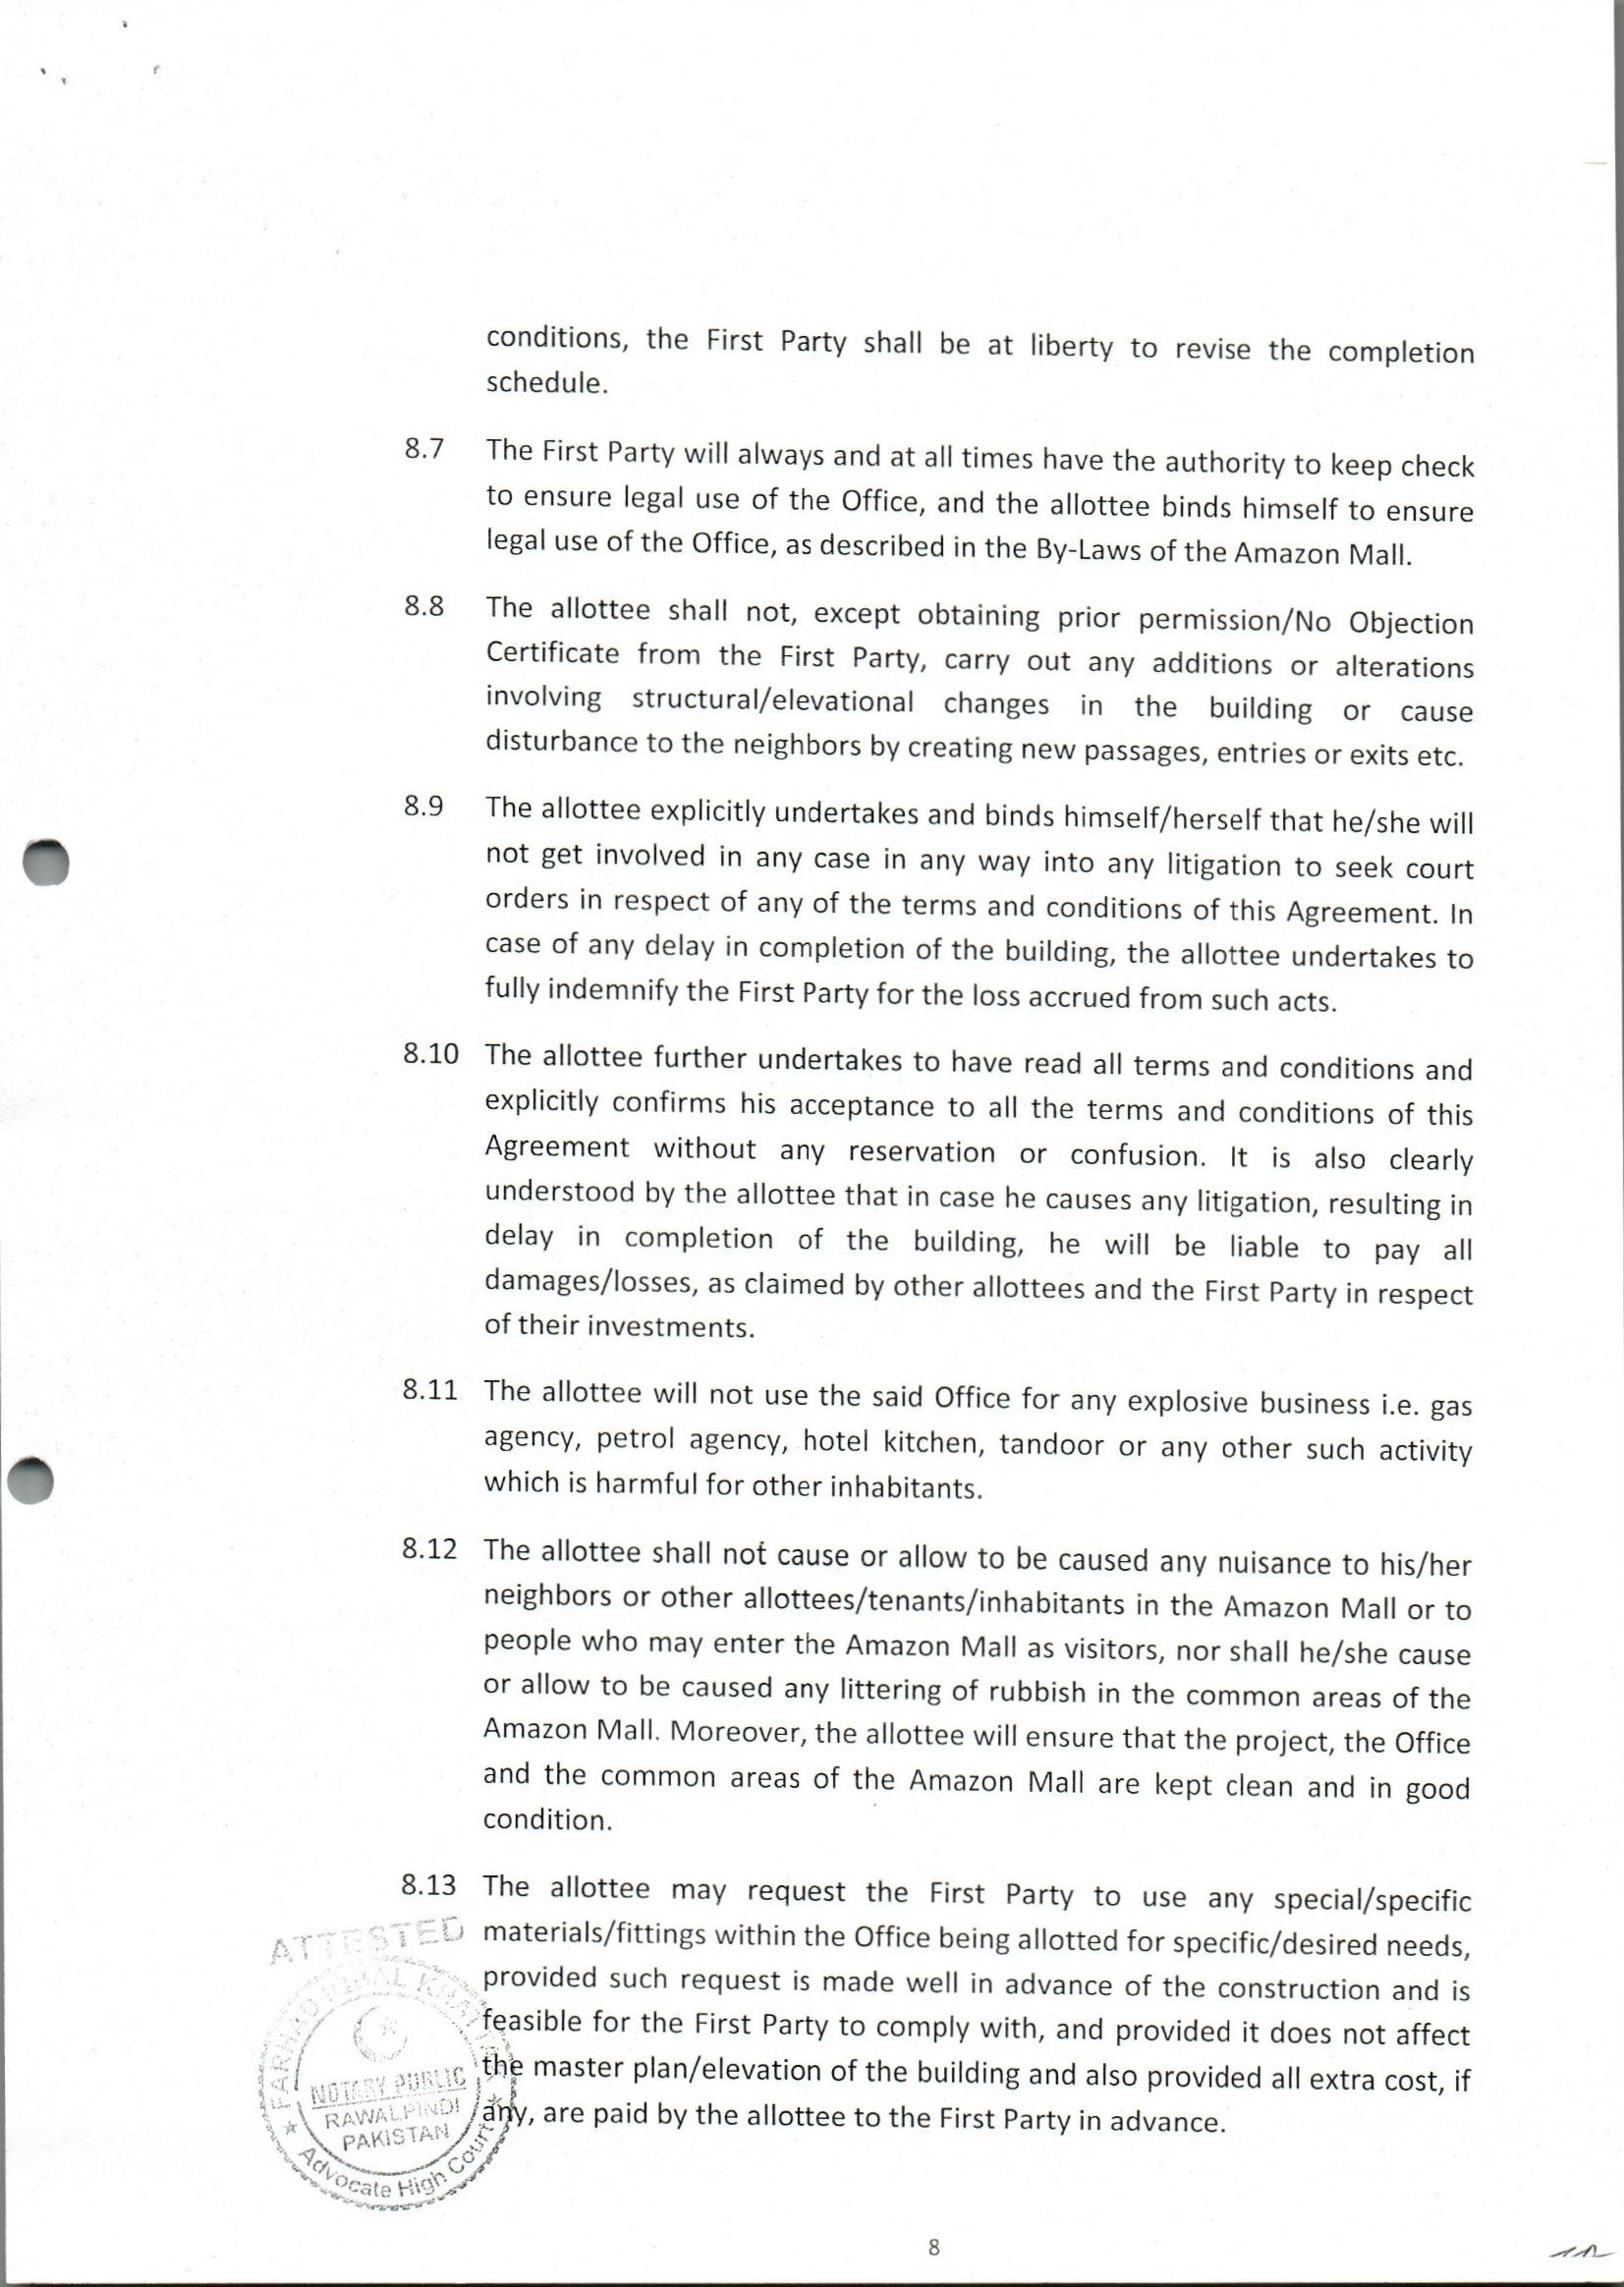 conditions, the First Party shall be at liberty to revise the completion
schedule.
8.7 The First Party will always and at all times have the authority to keep check
to ensure legal use of the Office, and the allottee binds himself to ensure
legal use of the Office, as described in the By-Laws of the Amazon Mall.
8.8 The allottee shall not, except obtaining prior permission/No Objection
Certificate from the First Party, carry out any additions or alterations
involving structural/elevational changes in the building or cause
disturbance to the neighbors by creating new passages, entries or exits etc.
8.9 The allottee explicitly undertakes and binds himself/herself that he/she will
not get involved in any case in any way into any litigation to seek court
orders in respect of any of the terms and conditions of this Agreement. In
case of any delay in completion of the building, the allottee undertakes to
fully indemnify the First Party for the loss accrued from such acts.
8.10 The allottee further undertakes to have read all terms and conditions and
explicitly confirms his acceptance to all the terms and conditions of this
Agreement without any reservation or confusion. It is also clearly
understood by the allottee that in case he causes any litigation, resulting in
delay in completion of the building, he will be liable to pay all
damages/losses, as claimed by other allottees and the First Party in respect
of their investments.
8.11 The allottee will not use the said Office for any explosive business i.e. gas
agency, petrol agency, hotel kitchen, tandoor or any other such activity
which is harmful for other inhabitants.
8.12 The allottee shall not cause or allow to be caused any nuisance to his/her
neighbors or other allottees/tenants/inhabitants in the Amazon Mall or to
people who may enter the Amazon Mall as visitors, nor shall he/she cause
or allow to be caused any littering of rubbish in the common areas of the
Amazon Mall. Moreover, the allottee will ensure that the project, the Office
and the common areas of the Amazon Mall are kept clean and in good
condition.
8.13 The allottee may request the First Party to use any special/specific
materials/fittings within the Office being allotted for specific/desired needs,
provided such request is made well in advance of the construction and is
feasible for the First Party to comply with, and provided it does not affect
the master plan/elevation of the building and also provided all extra cost, if
any, are paid by the allottee to the First Party in advance.
ATTESTED
FARHAD IQBAL
NOTARY PUBLIC
RAWALPINDI
PAKISTAN
Advocate High Court
8